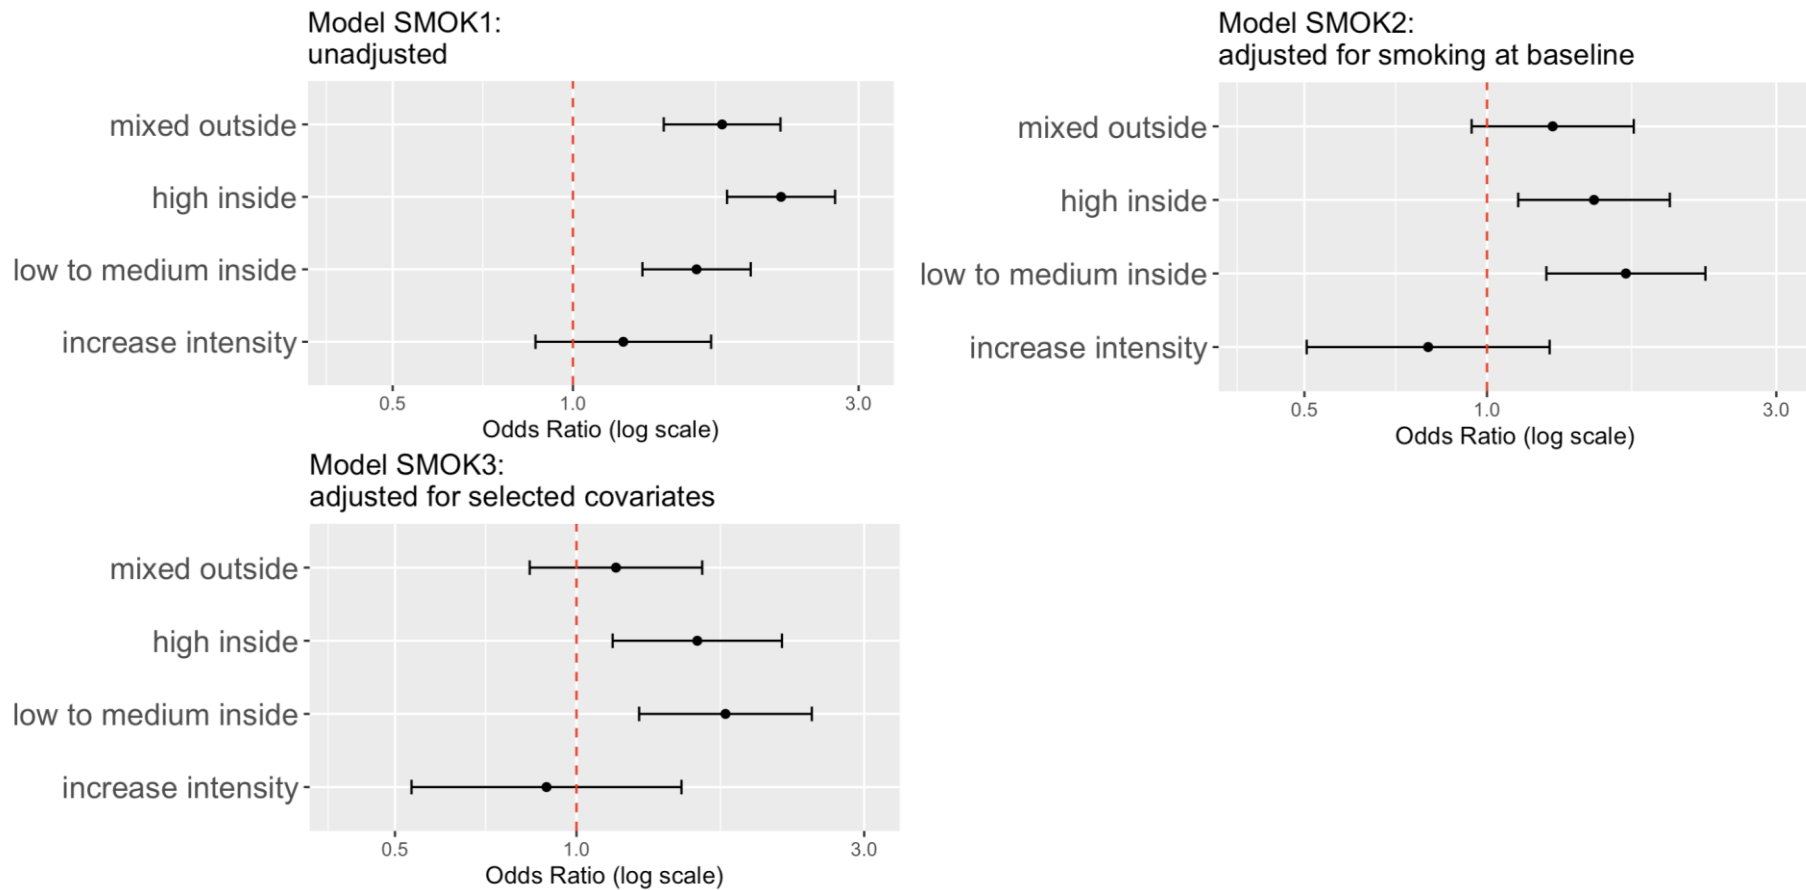 Model SMOK1:
unadjusted
mixed outside
high inside
low to medium inside
increase intensity
0.5 1.0 3.0
Odds Ratio (log scale)
Model SMOK2:
adjusted for smoking at baseline
mixed outside
high inside
low to medium inside
increase intensity
0.5 1.0 3.0
Odds Ratio (log scale)
Model SMOK3:
adjusted for selected covariates
mixed outside
high inside
low to medium inside
increase intensity
0.5 1.0 3.0
Odds Ratio (log scale)